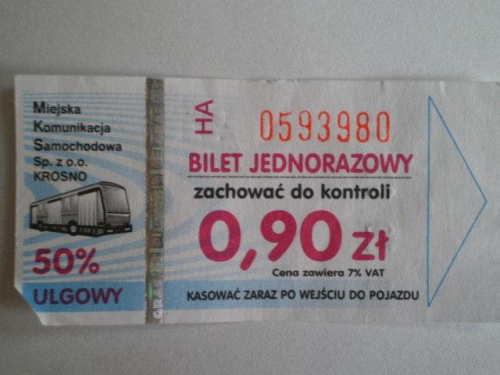 Miejska
Komunikacja
Samochodowa
Sp. z o.o.
KROSNO
50%
ULGOWY
HA
0593980
BILET JEDNORAZOWY
zachować do kontroli
0,90 zł
Cena zawiera 7% VAT
KASOWAĆ ZARAZ PO WEJŚCIU DO POJAZDU